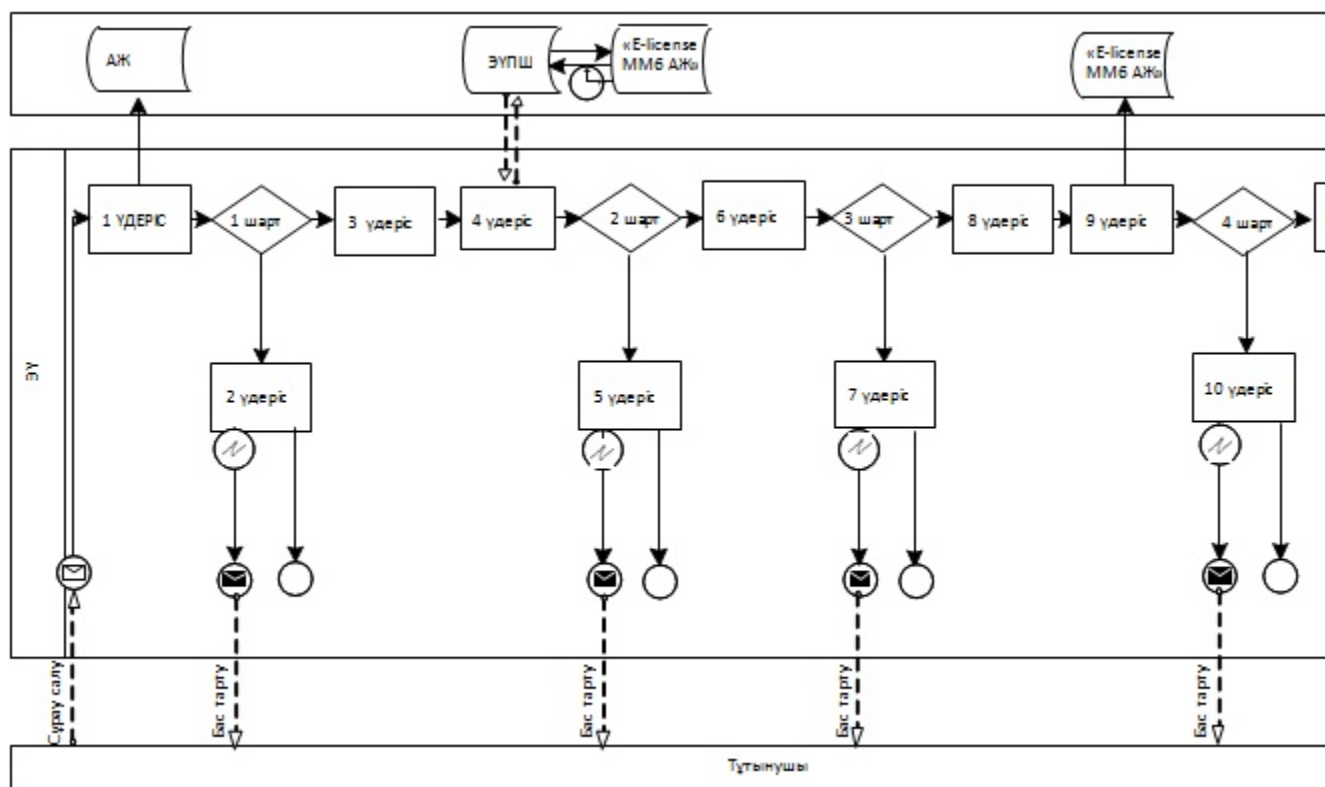 АЖ
ЭҮПШ
«E-license
ММб АЖ»
«E-license
ММб АЖ»
ЭҮ
1 ҮДЕРІС
1 шарт
3 үдеріс
4 үдеріс
2 шарт
6 үдеріс
3 шарт
8 үдеріс
9 үдеріс
4 шарт
2 үдеріс
5 үдеріс
7 үдеріс
10 үдеріс
Сұрау салу
Бас тарту
Бас тарту
Бас тарту
Бас тарту
Тұтынушы